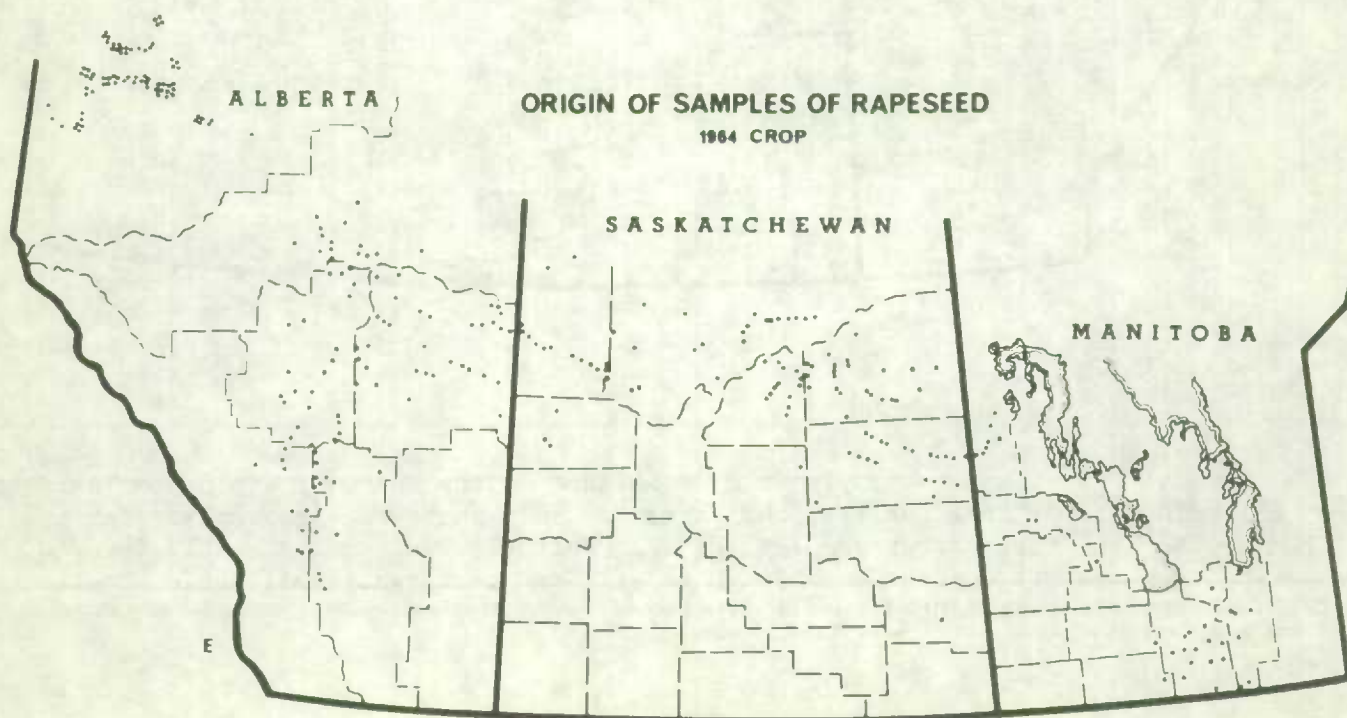 ALBERTA
ORIGIN OF SAMPLES OF RAPESEED
1964 CROP
SASKATCHEWAN
MANITOBA
E